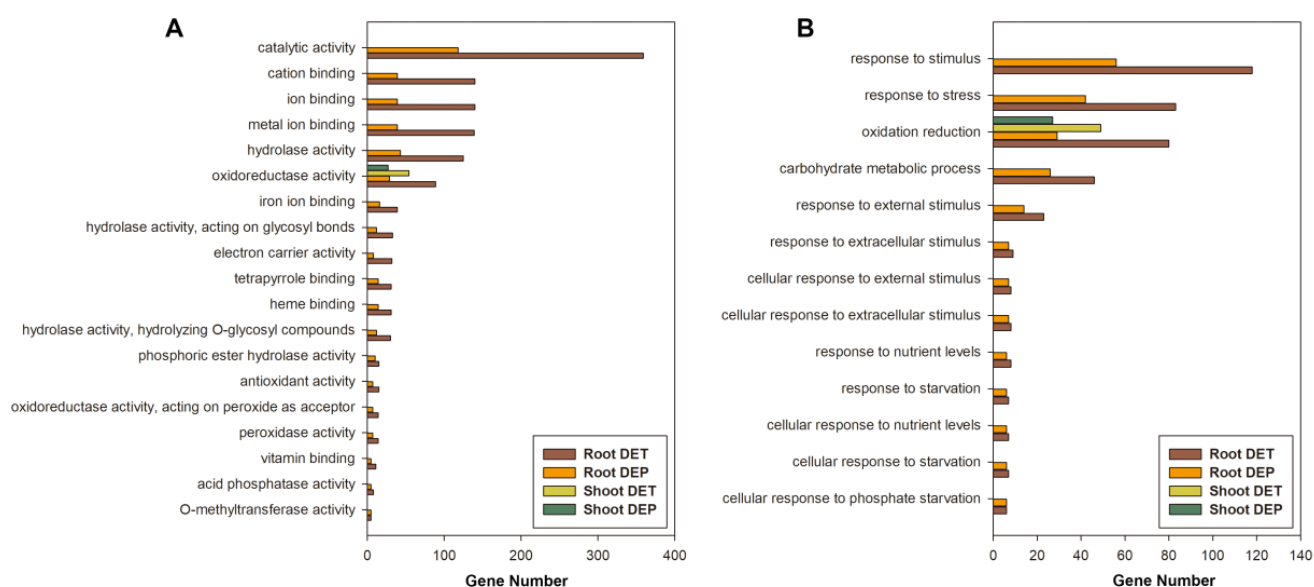 A
catalytic activity
cation binding
ion binding
metal ion binding
hydrolase activity
oxidoreductase activity
iron ion binding
hydrolase activity, acting on glycosyl bonds
electron carrier activity
tetrapyrrole binding
heme binding
hydrolase activity, hydrolyzing O-glycosyl compounds
phosphoric ester hydrolase activity
antioxidant activity
oxidoreductase activity, acting on peroxide as acceptor
peroxidase activity
vitamin binding
acid phosphatase activity
O-methyltransferase activity
Root DET
Root DEP
Shoot DET
Shoot DEP
0 100 200 300 400
Gene Number
B
response to stimulus
response to stress
oxidation reduction
carbohydrate metabolic process
response to external stimulus
response to extracellular stimulus
cellular response to external stimulus
cellular response to extracellular stimulus
response to nutrient levels
response to starvation
cellular response to nutrient levels
cellular response to starvation
cellular response to phosphate starvation
Root DET
Root DEP
Shoot DET
Shoot DEP
0 20 40 60 80 100 120 140
Gene Number